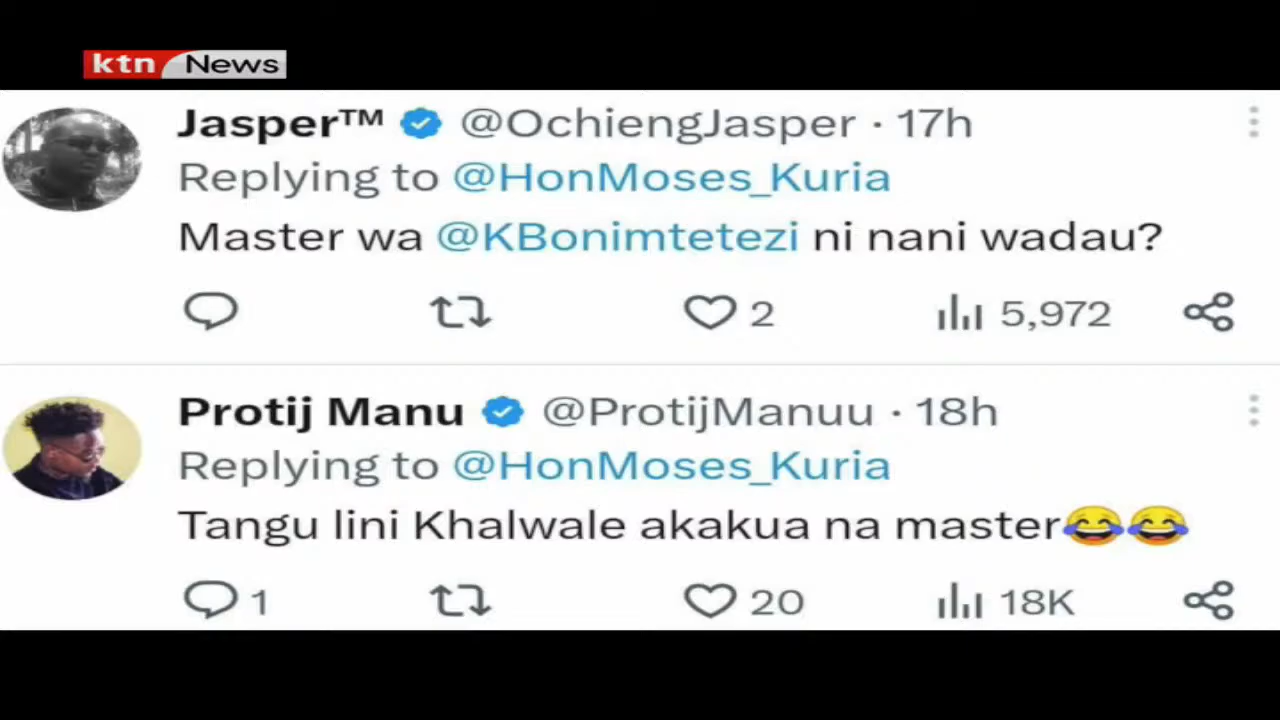 ktn News
Jasper™ @OchiengJasper · 17h
Replying to @HonMoses_Kuria
Master wa @KBonimtetezi ni nani wadau?
2 5,972
Protij Manu @ProtijManuu · 18h
Replying to @HonMoses_Kuria
Tangu lini Khalwale akakua na master😂😂
1 20 18K